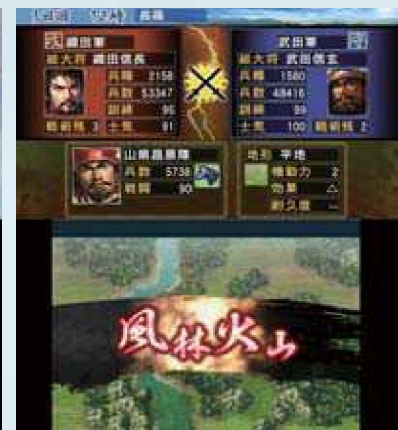 織田軍
武田軍
総大将 織田信長
総大将 武田信玄
兵糧 2158
兵糧 1580
兵数 53347
兵数 48416
訓練 95
訓練 99
戦術残 3 士気 91
士気 100 戦術残 2
山県昌景隊
兵数 5738
戦闘 90
地形 平地
機動力 2
効果 △
耐久度 --
風林火山